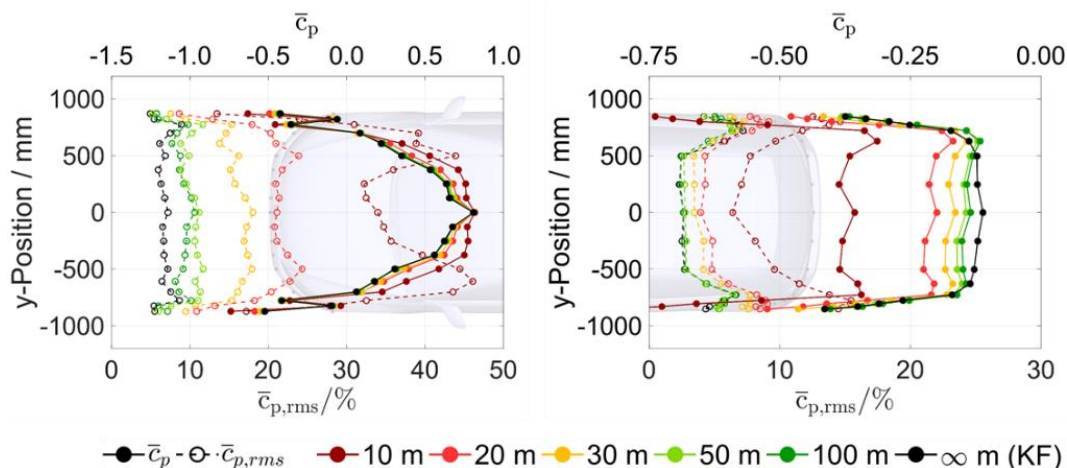 c̄p c̄p
-1.5 -1.0 -0.5 0.0 0.5 1.0 -0.75 -0.50 -0.25 0.00
y-Position / mm y-Position / mm
1000 1000
500 500
0 0
-500 -500
-1000 -1000
0 10 20 30 40 50 0 10 20 30
c̄p,rms/% c̄p,rms/%
c̄p c̄p,rms 10 m 20 m 30 m 50 m 100 m ∞ m (KF)